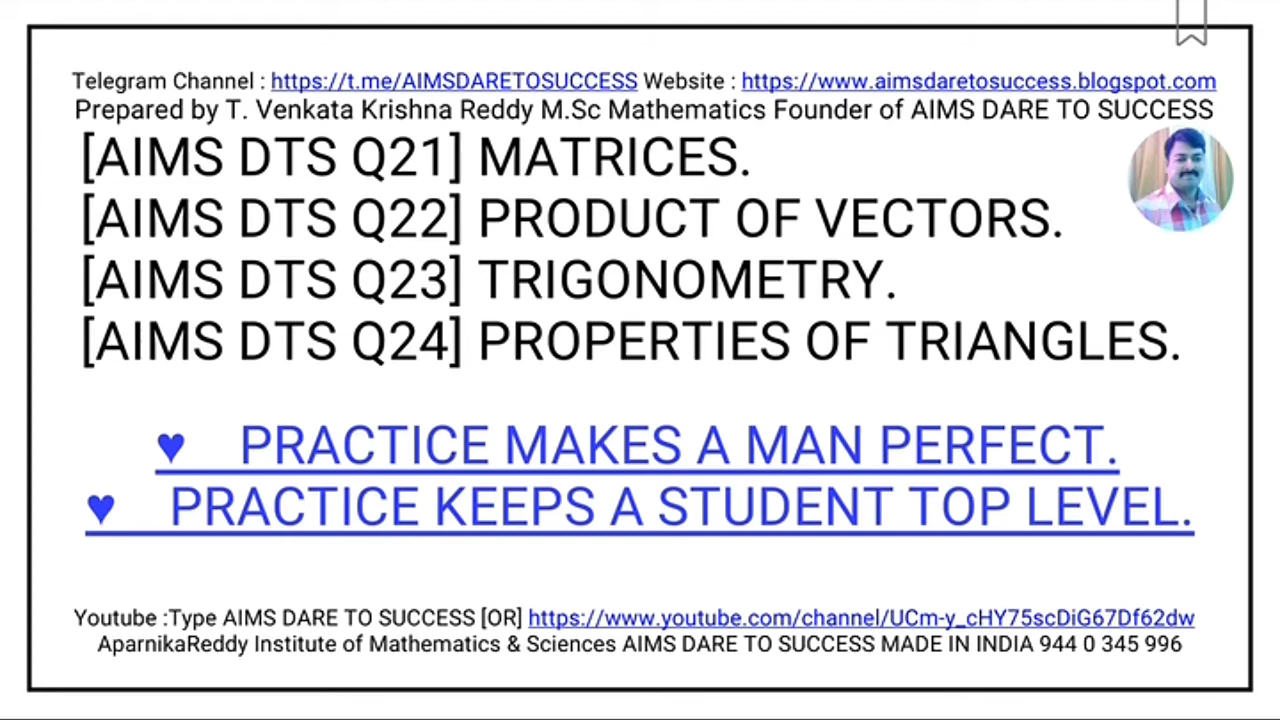 Telegram Channel : https://t.me/AIMSDARETOSUCCESS Website : https://www.aimsdaretosuccess.blogspot.com
Prepared by T. Venkata Krishna Reddy M.Sc Mathematics Founder of AIMS DARE TO SUCCESS
[AIMS DTS Q21] MATRICES.
[AIMS DTS Q22] PRODUCT OF VECTORS.
[AIMS DTS Q23] TRIGONOMETRY.
[AIMS DTS Q24] PROPERTIES OF TRIANGLES.
♥ PRACTICE MAKES A MAN PERFECT.
♥ PRACTICE KEEPS A STUDENT TOP LEVEL.
Youtube :Type AIMS DARE TO SUCCESS [OR] https://www.youtube.com/channel/UCm-y_cHY75scDiG67Df62dw
AparnikaReddy Institute of Mathematics & Sciences AIMS DARE TO SUCCESS MADE IN INDIA 944 0 345 996